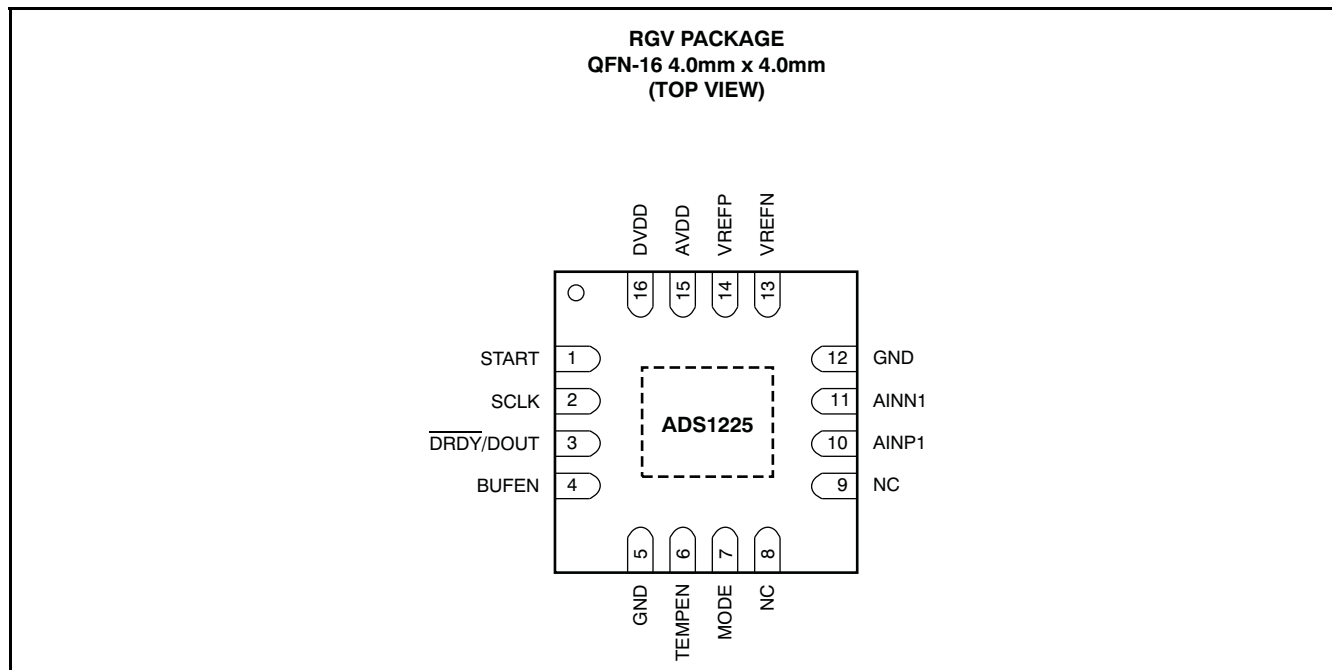 RGV PACKAGE
QFN-16 4.0mm x 4.0mm
(TOP VIEW)
DVDD
AVDD
VREFP
VREFN
16
15
14
13
START 1
SCLK 2
DRDY/DOUT 3
BUFEN 4
ADS1225
12 GND
11 AINN1
10 AINP1
9 NC
5
6
7
8
GND
TEMPEN
MODE
NC